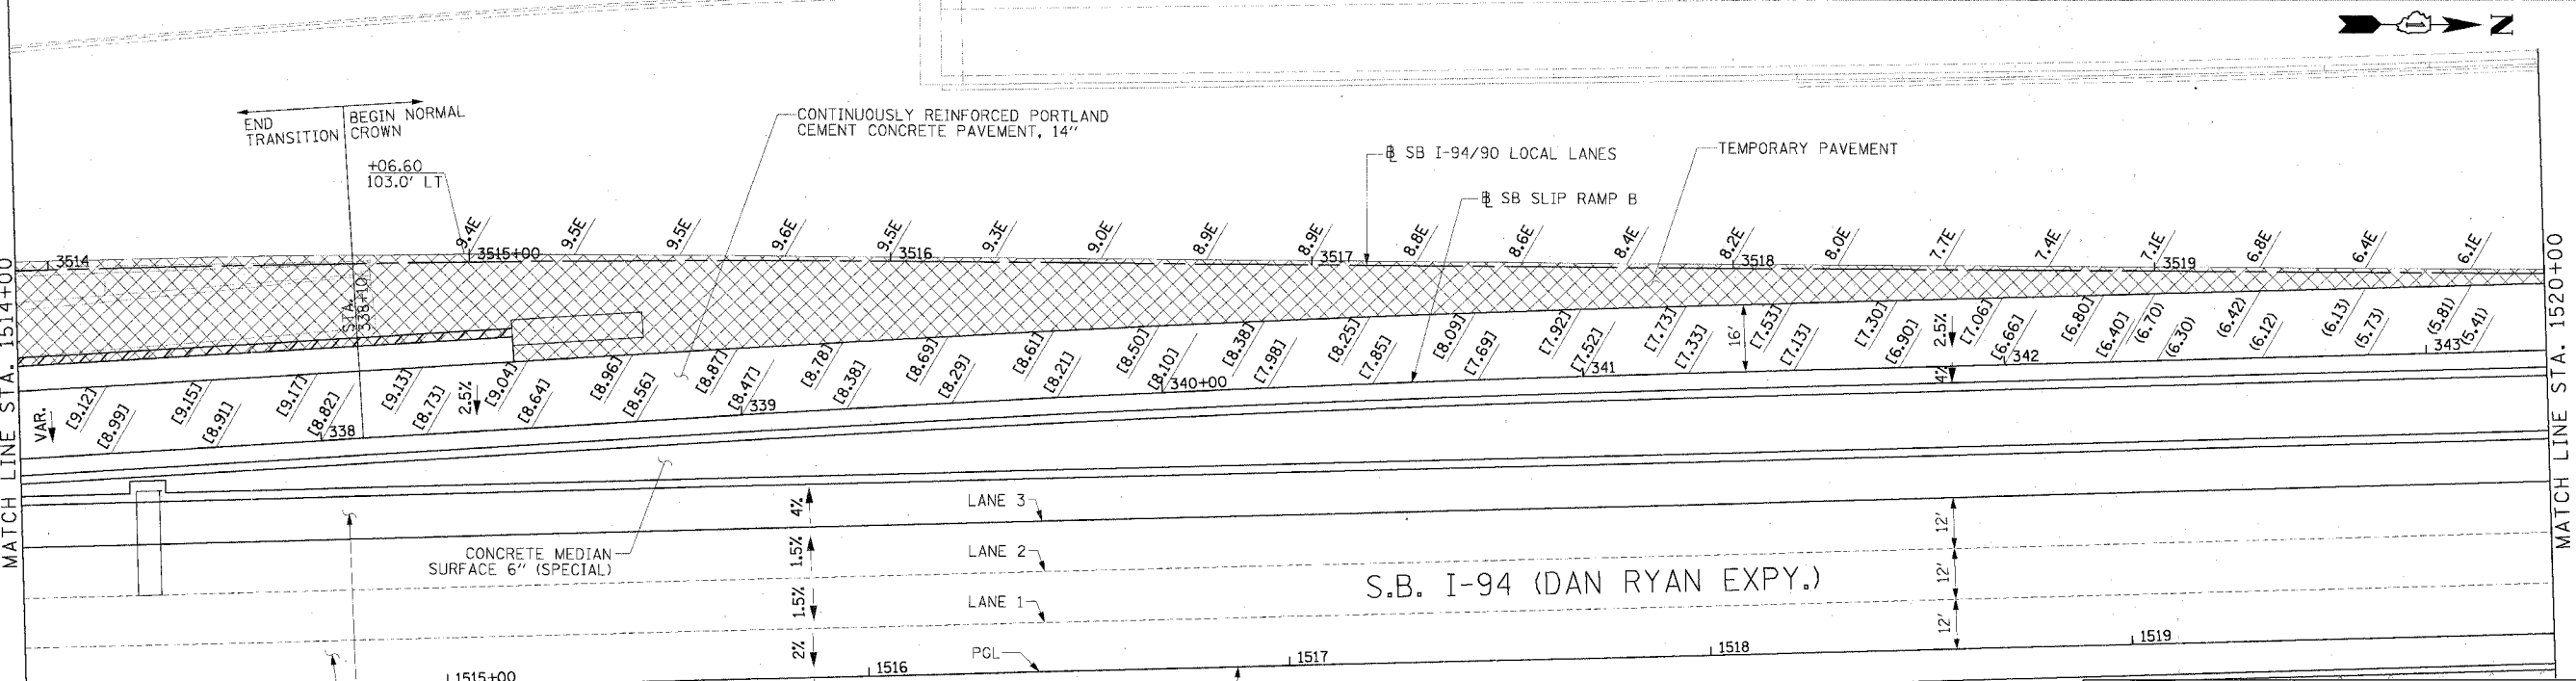 N
END
TRANSITION
BEGIN NORMAL
CROWN
+06.60
103.0' LT
CONTINUOUSLY REINFORCED PORTLAND
CEMENT CONCRETE PAVEMENT, 14"
℄ SB I-94/90 LOCAL LANES
TEMPORARY PAVEMENT
℄ SB SLIP RAMP B
9.4E 9.5E 9.5E 9.6E 9.5E 9.3E 9.0E 8.9E 8.9E 8.8E 8.6E 8.4E 8.2E 8.0E 7.7E 7.4E 7.1E 6.8E 6.4E 6.1E
3514 3515+00 3516 3517 3518 3519
STA.
338+10
MATCH LINE STA. 1514+00
MATCH LINE STA. 1520+00
VAR.
[9.12] [9.15] [9.17] [9.13] [9.04] [8.96] [8.87] [8.78] [8.69] [8.61] [8.50] [8.38] [8.25] [8.09] [7.92] [7.73] [7.53] [7.30] [7.06] [6.80] (6.70) (6.42) (6.13) (5.81)
[8.99] [8.91] [8.82] [8.73] [8.64] [8.56] [8.47] [8.38] [8.29] [8.21] [8.10] [7.98] [7.85] [7.69] [7.52] [7.33] [7.13] [6.90] [6.66] [6.40] (6.30) (6.12) (5.73) (5.41)
2.5%
16'
2.5%
4%
338 339 340+00 341 342 343
CONCRETE MEDIAN
SURFACE 6" (SPECIAL)
4%
1.5%
1.5%
2%
LANE 3
LANE 2
LANE 1
PGL
S.B. I-94 (DAN RYAN EXPY.)
12'
12'
12'
1515+00 1516 1517 1518 1519